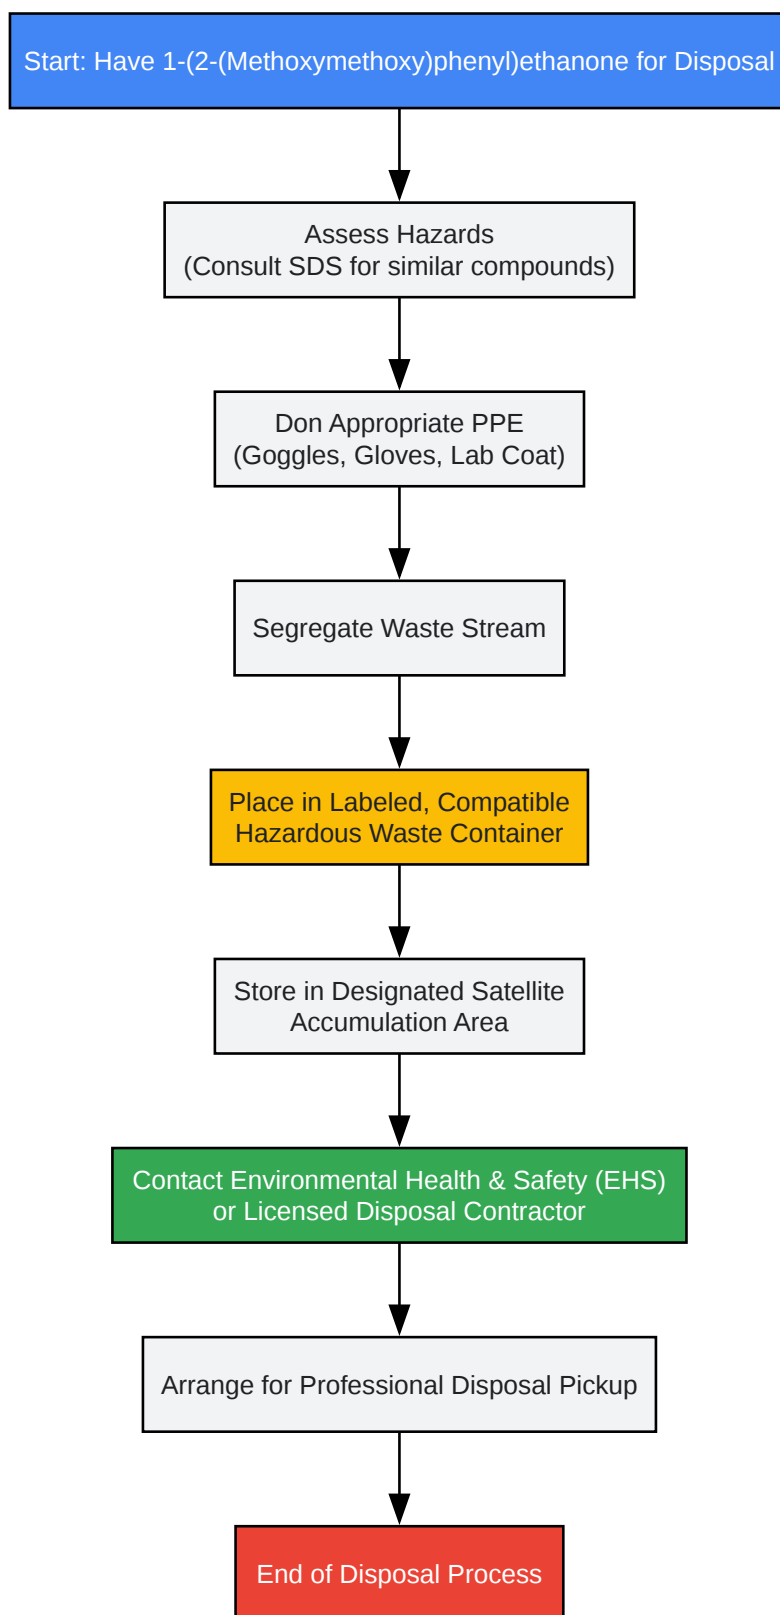 Start: Have 1-(2-(Methoxymethoxy)phenyl)ethanone for Disposal
Assess Hazards
(Consult SDS for similar compounds)
Don Appropriate PPE
(Goggles, Gloves, Lab Coat)
Segregate Waste Stream
Place in Labeled, Compatible
Hazardous Waste Container
Store in Designated Satellite
Accumulation Area
Contact Environmental Health & Safety (EHS)
or Licensed Disposal Contractor
Arrange for Professional Disposal Pickup
End of Disposal Process